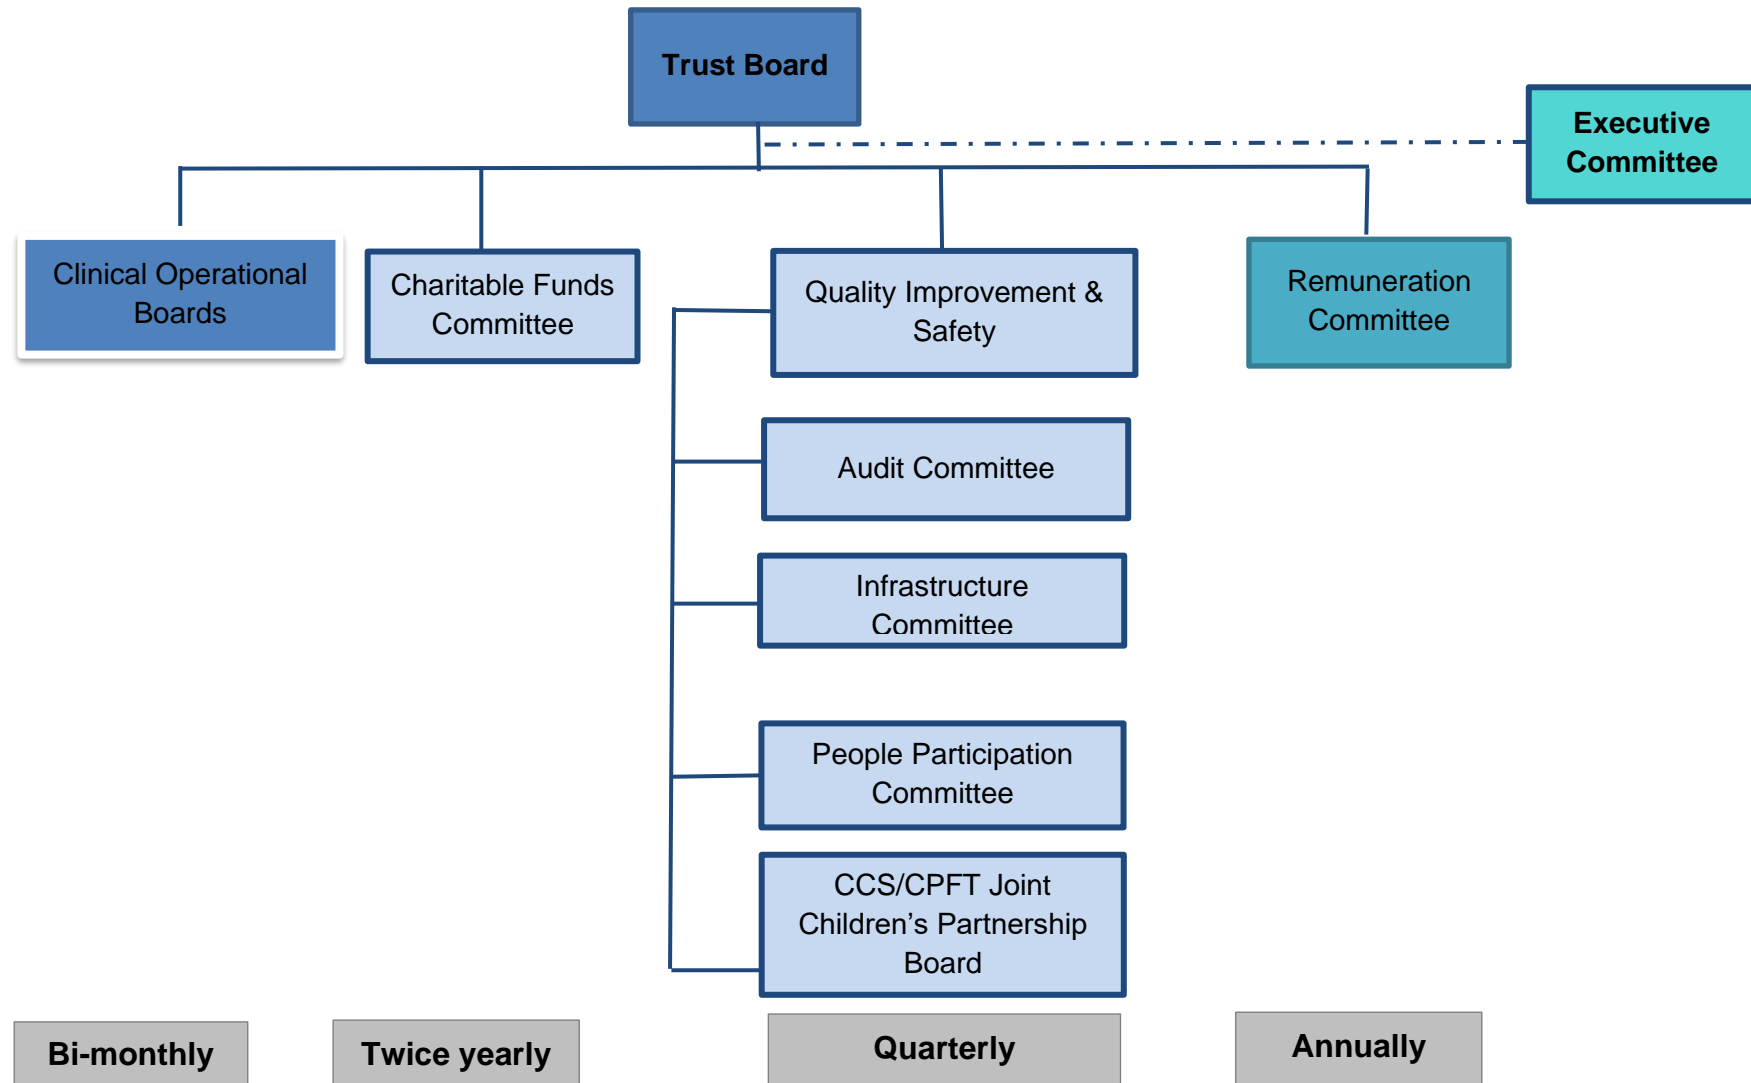 Trust Board
Executive
Committee
Clinical Operational
Boards
Charitable Funds
Committee
Quality Improvement &
Safety
Remuneration
Committee
Audit Committee
Infrastructure
Committee
People Participation
Committee
CCS/CPFT Joint
Children’s Partnership
Board
Bi-monthly
Twice yearly
Quarterly
Annually